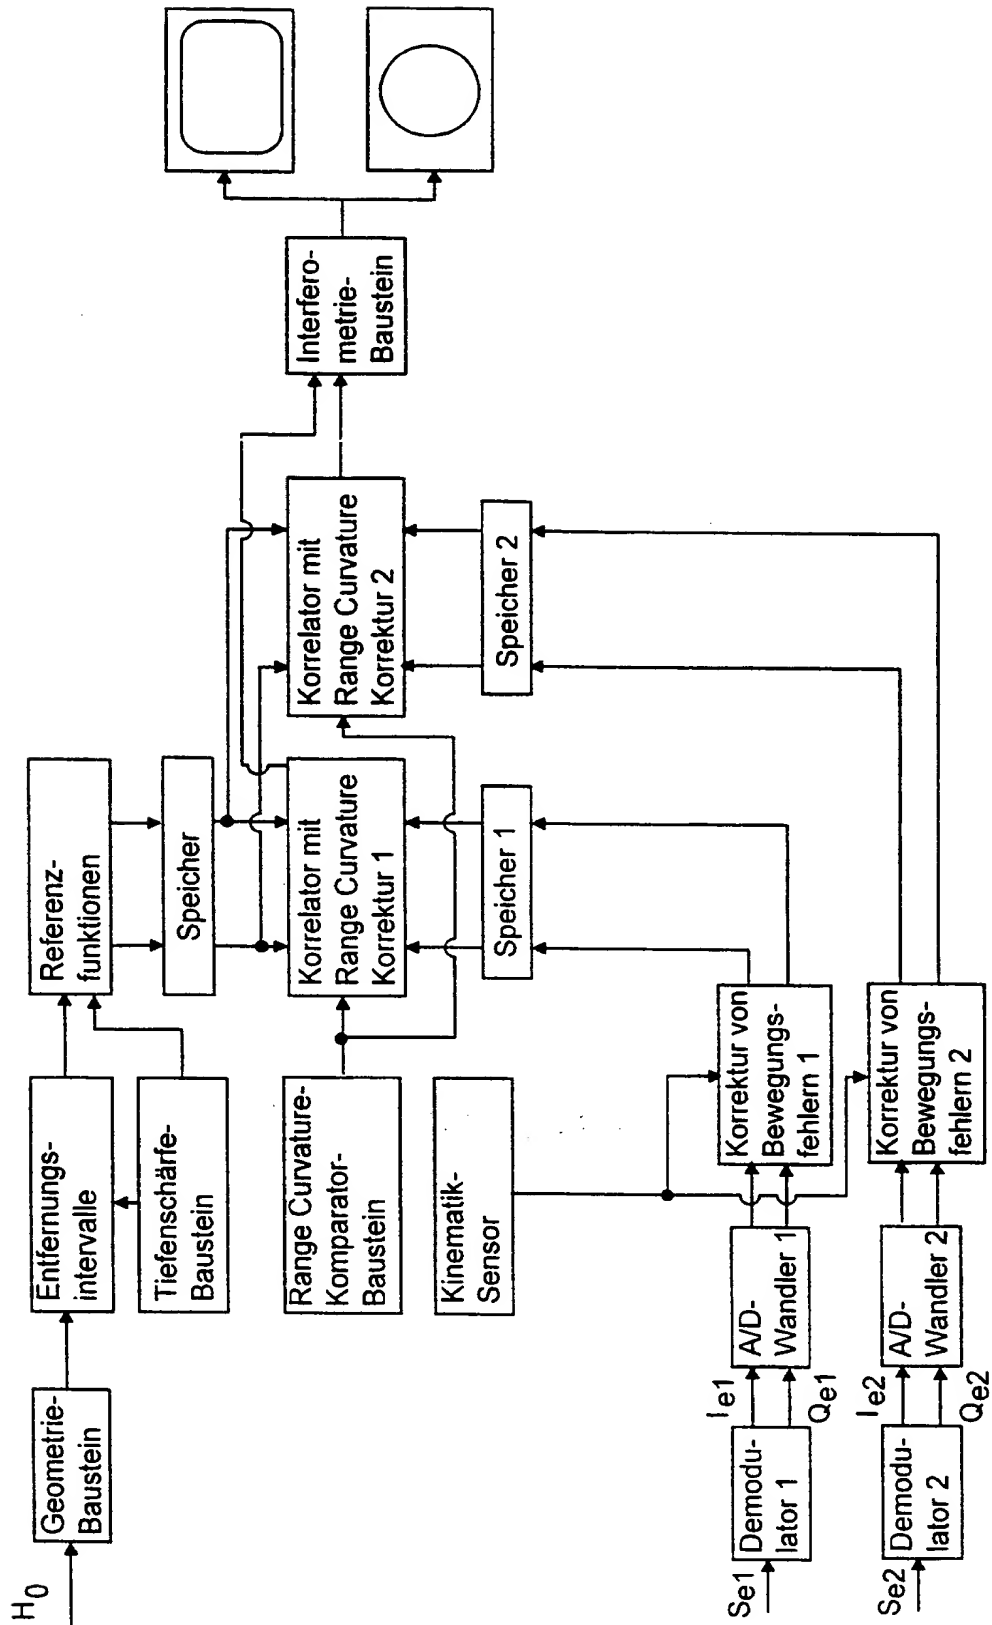 H0
Geometrie-
Baustein
Entfernungs-
intervalle
Tiefenschärfe-
Baustein
Referenz-
funktionen
Speicher
Range Curvature-
Komparator-
Baustein
Kinematik-
Sensor
Korrelator mit
Range Curvature
Korrektur 1
Korrelator mit
Range Curvature
Korrektur 2
Interfero-
metrie-
Baustein
Speicher 1
Speicher 2
Se1
Demodu-
lator 1
Ie1
Qe1
A/D-
Wandler 1
Korrektur von
Bewegungs-
fehlern 1
Se2
Demodu-
lator 2
Ie2
Qe2
A/D-
Wandler 2
Korrektur von
Bewegungs-
fehlern 2